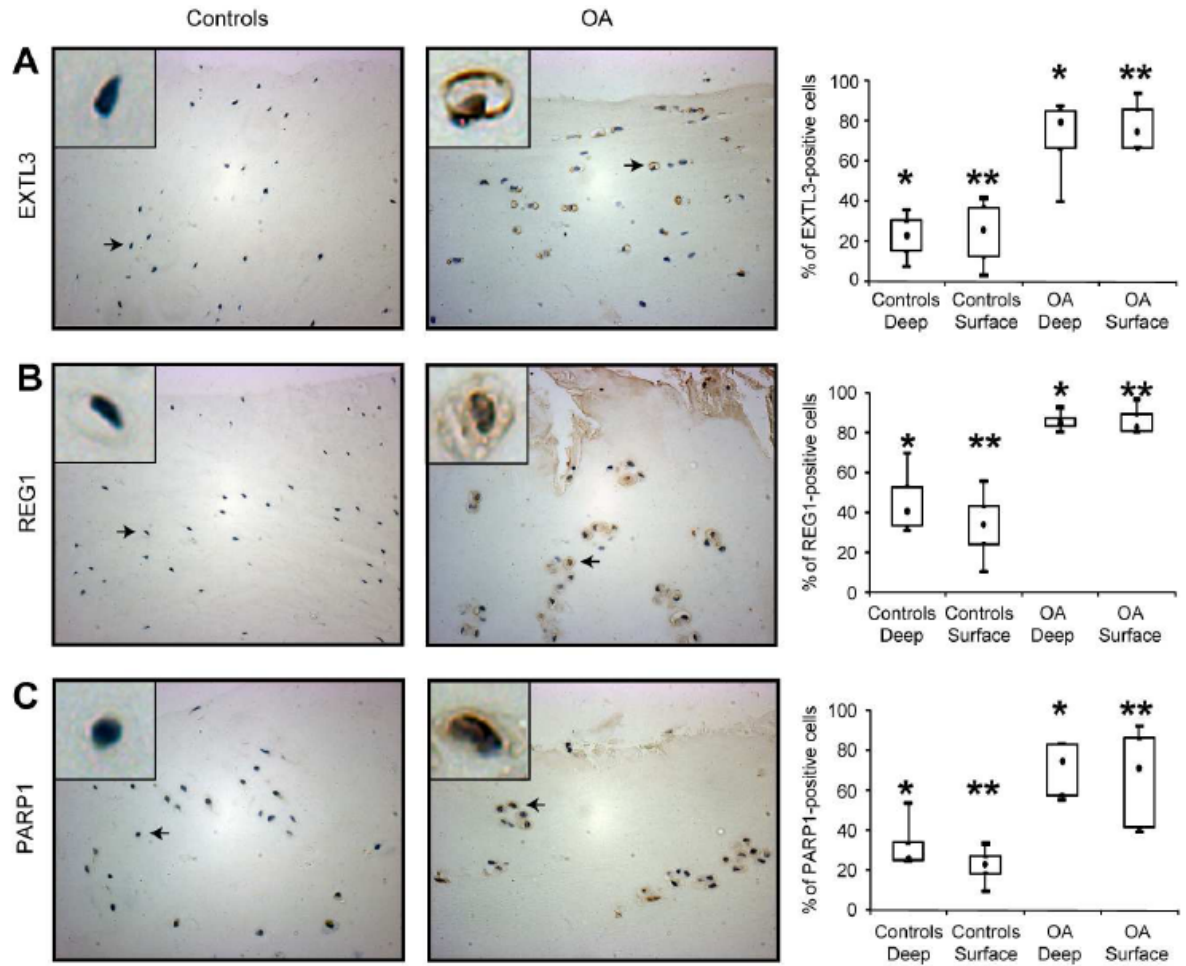 Controls
OA
A
EXTL3
% of EXTL3-positive cells
100
80
60
40
20
0
*
**
*
**
Controls Deep
Controls Surface
OA Deep
OA Surface
B
REG1
% of REG1-positive cells
100
80
60
40
20
0
*
**
*
**
Controls Deep
Controls Surface
OA Deep
OA Surface
C
PARP1
% of PARP1-positive cells
100
80
60
40
20
0
*
**
*
**
Controls Deep
Controls Surface
OA Deep
OA Surface